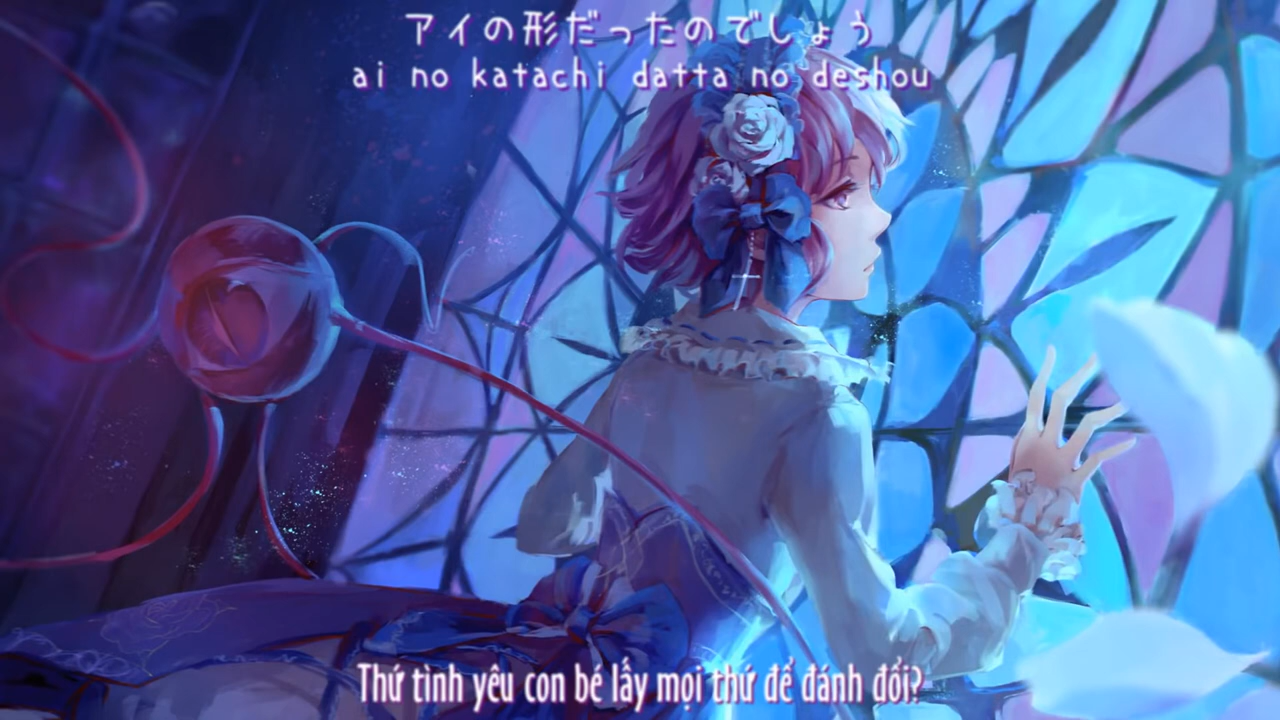 アイの形だったのでしょう
ai no katachi datta no deshou
Thứ tình yêu con bé lấy mọi thứ để đánh đổi?